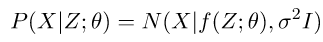 P(X|Z; θ) = N(X|f(Z; θ), σ²I)